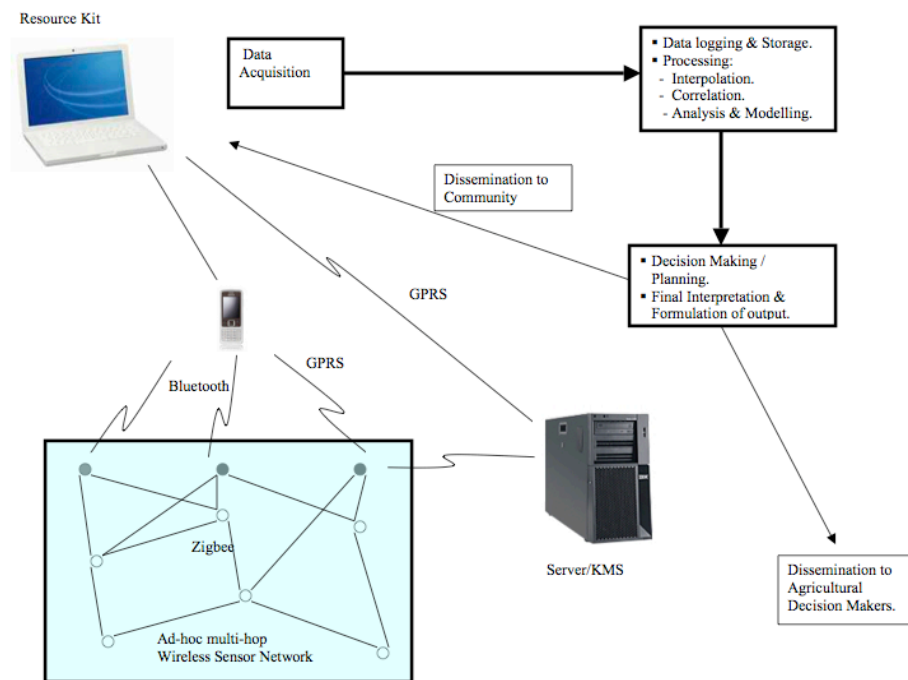 Resource Kit
Data
Acquisition
▪ Data logging & Storage.
▪ Processing:
- Interpolation.
- Correlation.
- Analysis & Modelling.
Dissemination to
Community
▪ Decision Making /
Planning.
▪ Final Interpretation &
Formulation of output.
GPRS
GPRS
Bluetooth
Zigbee
Ad-hoc multi-hop
Wireless Sensor Network
Server/KMS
Dissemination to
Agricultural
Decision Makers.